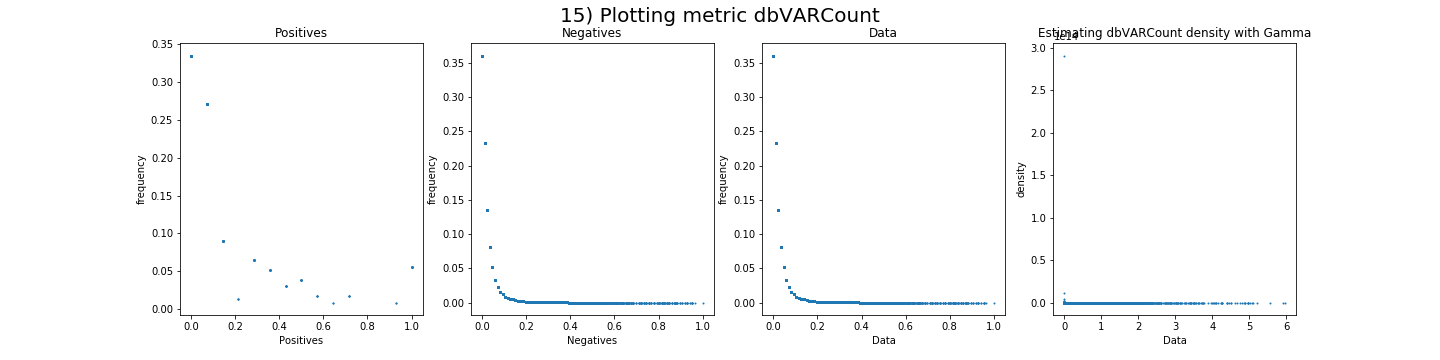 15) Plotting metric dbVARCount
Positives
Negatives
Data
Estimating dbVARCount density with Gamma
1e14
frequency
0.35
0.30
0.25
0.20
0.15
0.10
0.05
0.00
0.0 0.2 0.4 0.6 0.8 1.0
Positives
frequency
0.35
0.30
0.25
0.20
0.15
0.10
0.05
0.00
0.0 0.2 0.4 0.6 0.8 1.0
Negatives
frequency
0.35
0.30
0.25
0.20
0.15
0.10
0.05
0.00
0.0 0.2 0.4 0.6 0.8 1.0
Data
density
3.0
2.5
2.0
1.5
1.0
0.5
0.0
0 1 2 3 4 5 6
Data